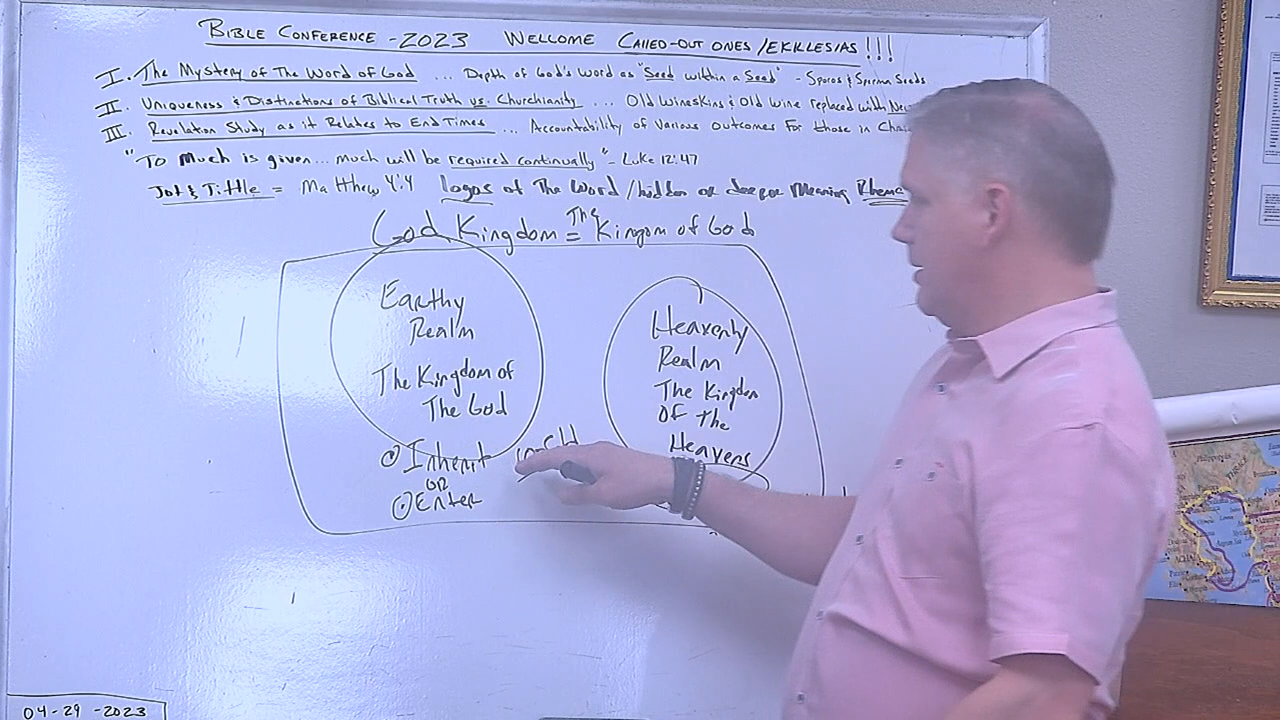 BIBLE CONFERENCE - 2023 WELCOME CALLED-OUT ONES / EKKLESIAS !!!
I. The Mystery of The Word of God ... Depth of God's Word as "Seed within a Seed" - Sporos & Sperma Seeds
II. Uniqueness & Distinctions of Biblical Truth vs. Churchianity ... Old Wineskins & Old Wine replaced with New
III. Revelation Study as it Relates to End Times ... Accountability of Various Outcomes For those in
"To Much is given... much will be required continually" - Luke 12:47
Jot & Tittle = Matthew 4:4 logos of The Word / hidden or deeper Meaning Rhema
God Kingdom = The Kingom of God
Earthy
Realm
The Kingdom of
The God
Inherit
or
Enter
Heavenly
Realm
The Kingdom
Of the
Heavens
04-29-2023